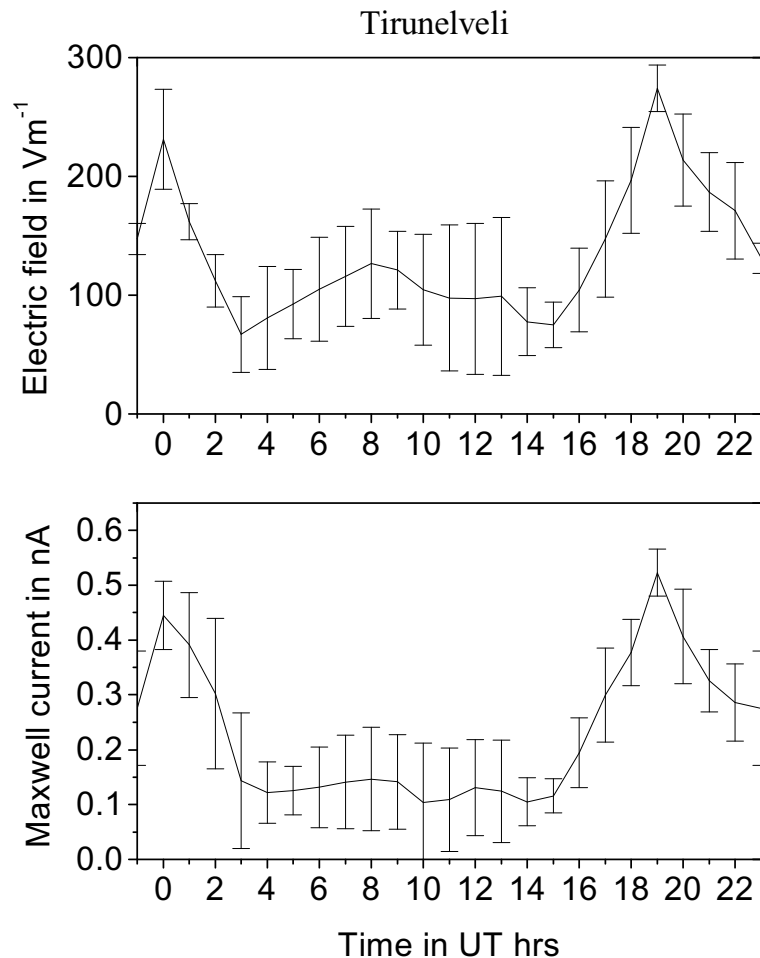 Tirunelveli
300
200
100
0
Electric field in Vm⁻¹
0 2 4 6 8 10 12 14 16 18 20 22
0.6
0.5
0.4
0.3
0.2
0.1
0.0
Maxwell current in nA
0 2 4 6 8 10 12 14 16 18 20 22
Time in UT hrs